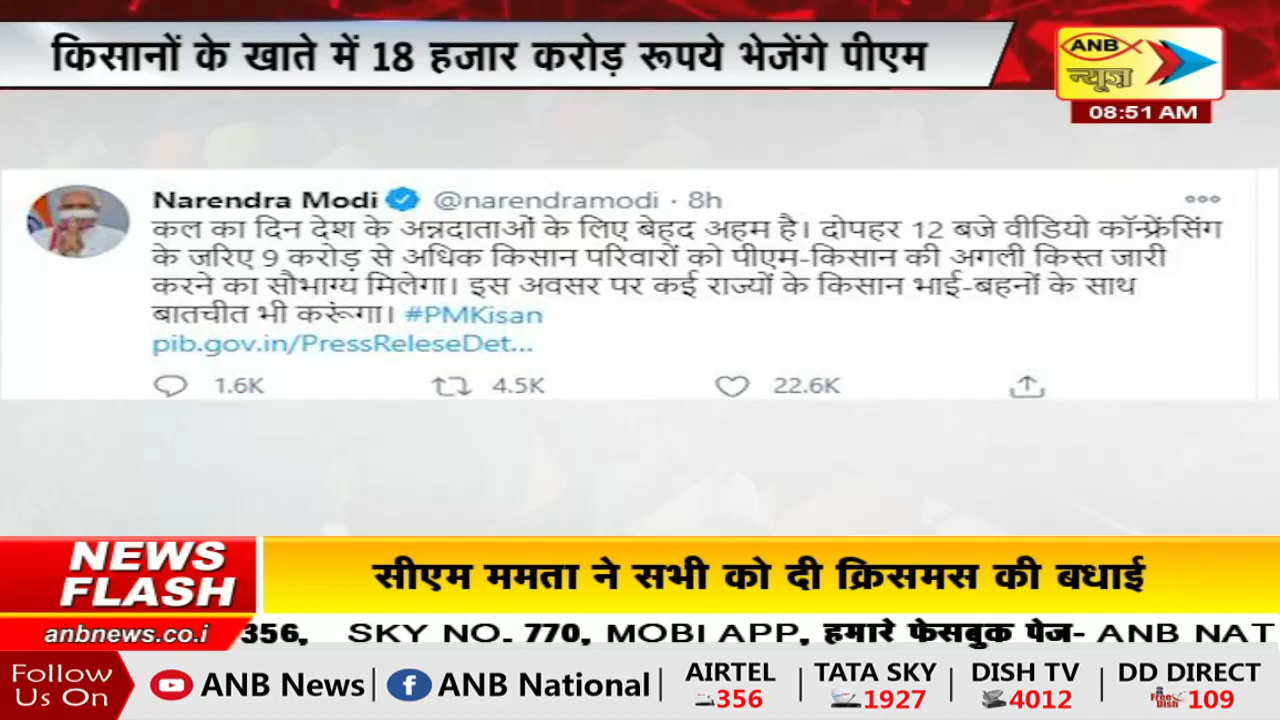 किसानों के खाते में 18 हजार करोड़ रूपये भेजेंगे पीएम
ANB
न्यूज़
08:51 AM
Narendra Modi @narendramodi · 8h
कल का दिन देश के अन्नदाताओं के लिए बेहद अहम है। दोपहर 12 बजे वीडियो कॉन्फ्रेंसिंग
के जरिए 9 करोड़ से अधिक किसान परिवारों को पीएम-किसान की अगली किस्त जारी
करने का सौभाग्य मिलेगा। इस अवसर पर कई राज्यों के किसान भाई-बहनों के साथ
बातचीत भी करूंगा। #PMKisan
pib.gov.in/PressReleseDet...
1.6K 4.5K 22.6K
NEWS
FLASH
सीएम ममता ने सभी को दी क्रिसमस की बधाई
anbnews.co.i
356, SKY NO. 770, MOBI APP, हमारे फेसबुक पेज- ANB NAT
Follow
Us On
ANB News
ANB National
AIRTEL
356
TATA SKY
1927
DISH TV
4012
DD DIRECT
Free Dish 109